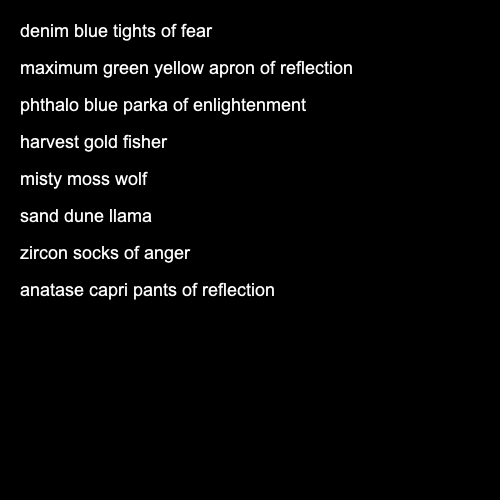 denim blue tights of fear
maximum green yellow apron of reflection
phthalo blue parka of enlightenment
harvest gold fisher
misty moss wolf
sand dune llama
zircon socks of anger
anatase capri pants of reflection